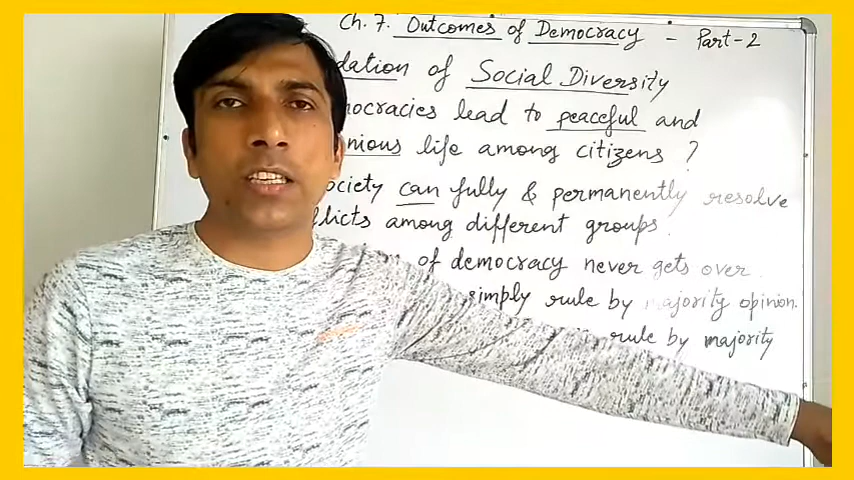 Ch. 7. Outcomes of Democracy - Part-2
dation of Social Diversity
mocracies lead to peaceful and
nious life among citizens ?
ociety can fully & permanently resolve
flicts among different groups.
of democracy never gets over
simply rule by majority opinion.
rule by majority